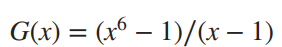 G(x) = (x⁶ − 1)/(x − 1)